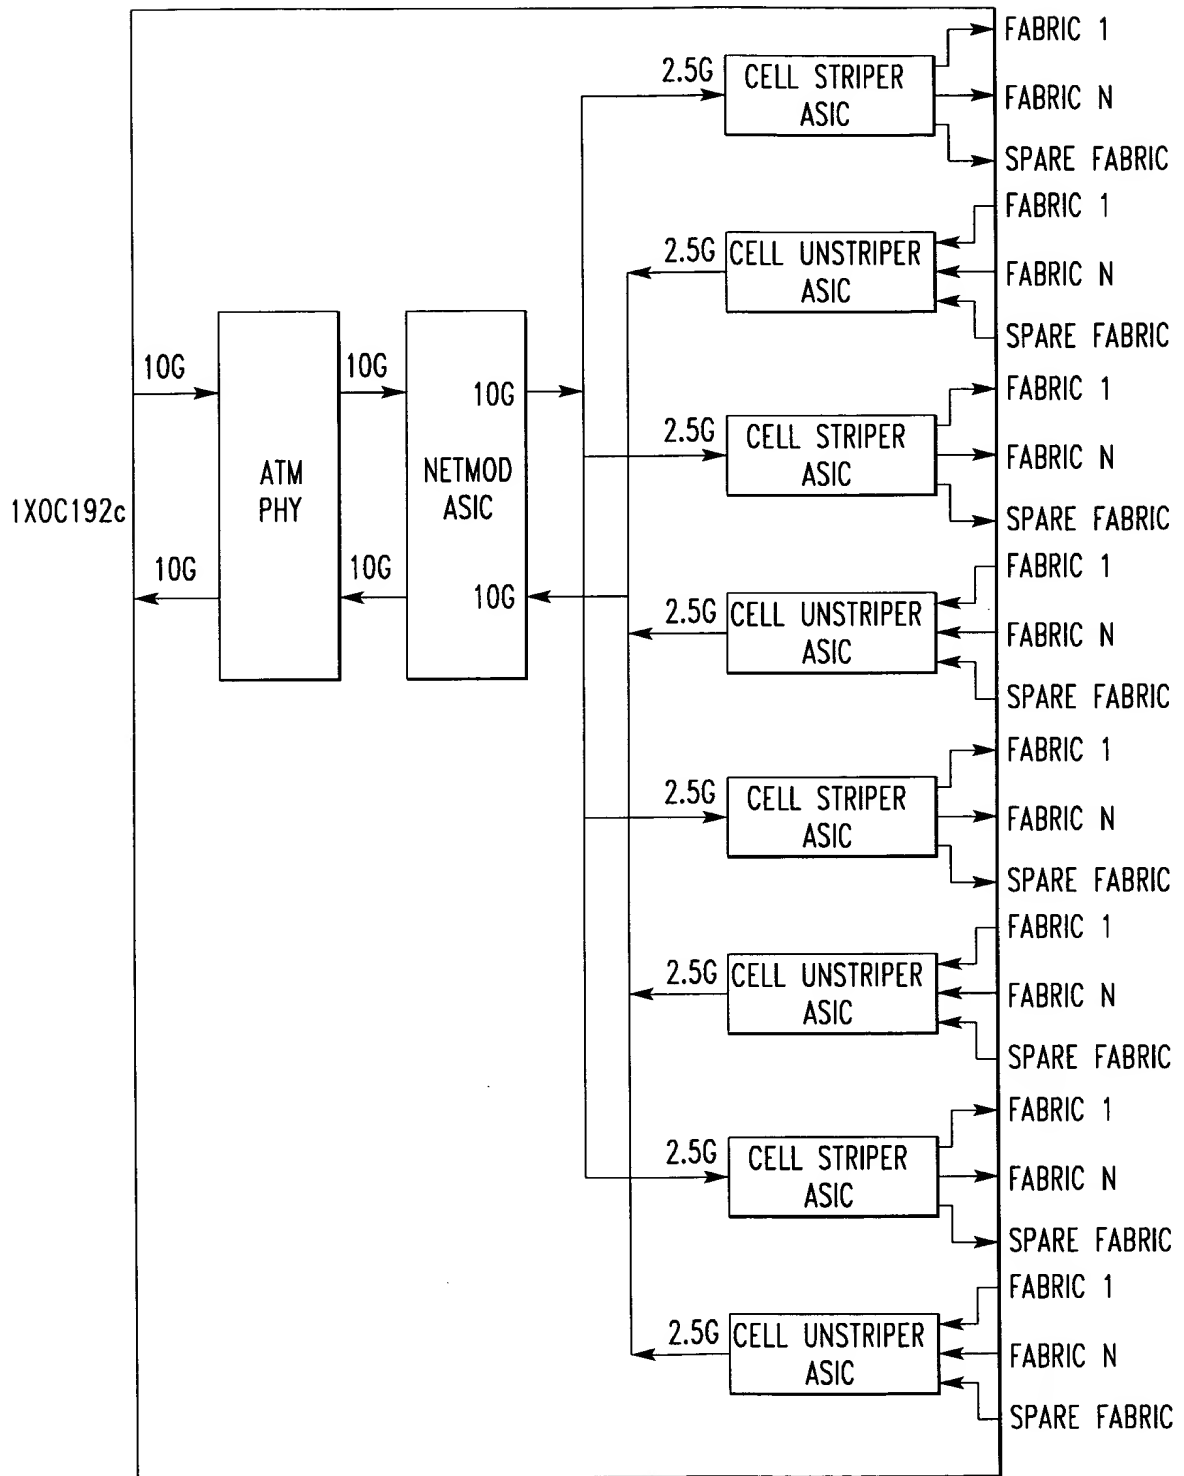 FABRIC 1
2.5G
CELL STRIPER
ASIC
FABRIC N
SPARE FABRIC
FABRIC 1
2.5G
CELL UNSTRIPER
ASIC
FABRIC N
SPARE FABRIC
10G
10G
10G
ATM
PHY
NETMOD
ASIC
1XOC192c
10G
10G
10G
FABRIC 1
2.5G
CELL STRIPER
ASIC
FABRIC N
SPARE FABRIC
FABRIC 1
2.5G
CELL UNSTRIPER
ASIC
FABRIC N
SPARE FABRIC
FABRIC 1
2.5G
CELL STRIPER
ASIC
FABRIC N
SPARE FABRIC
FABRIC 1
2.5G
CELL UNSTRIPER
ASIC
FABRIC N
SPARE FABRIC
FABRIC 1
2.5G
CELL STRIPER
ASIC
FABRIC N
SPARE FABRIC
FABRIC 1
2.5G
CELL UNSTRIPER
ASIC
FABRIC N
SPARE FABRIC